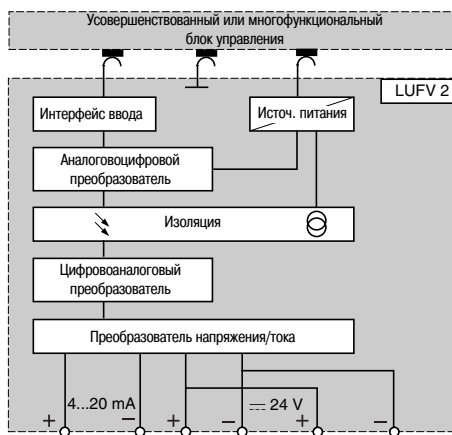 Усовершенствованный или многофункциональный
блок управления
LUFV 2
Интерфейс ввода
Источ. питания
Аналоговоцифровой
преобразователь
Изоляция
Цифровоаналоговый
преобразователь
Преобразователь напряжения/тока
4...20 mA
24 V
+ − + − + −